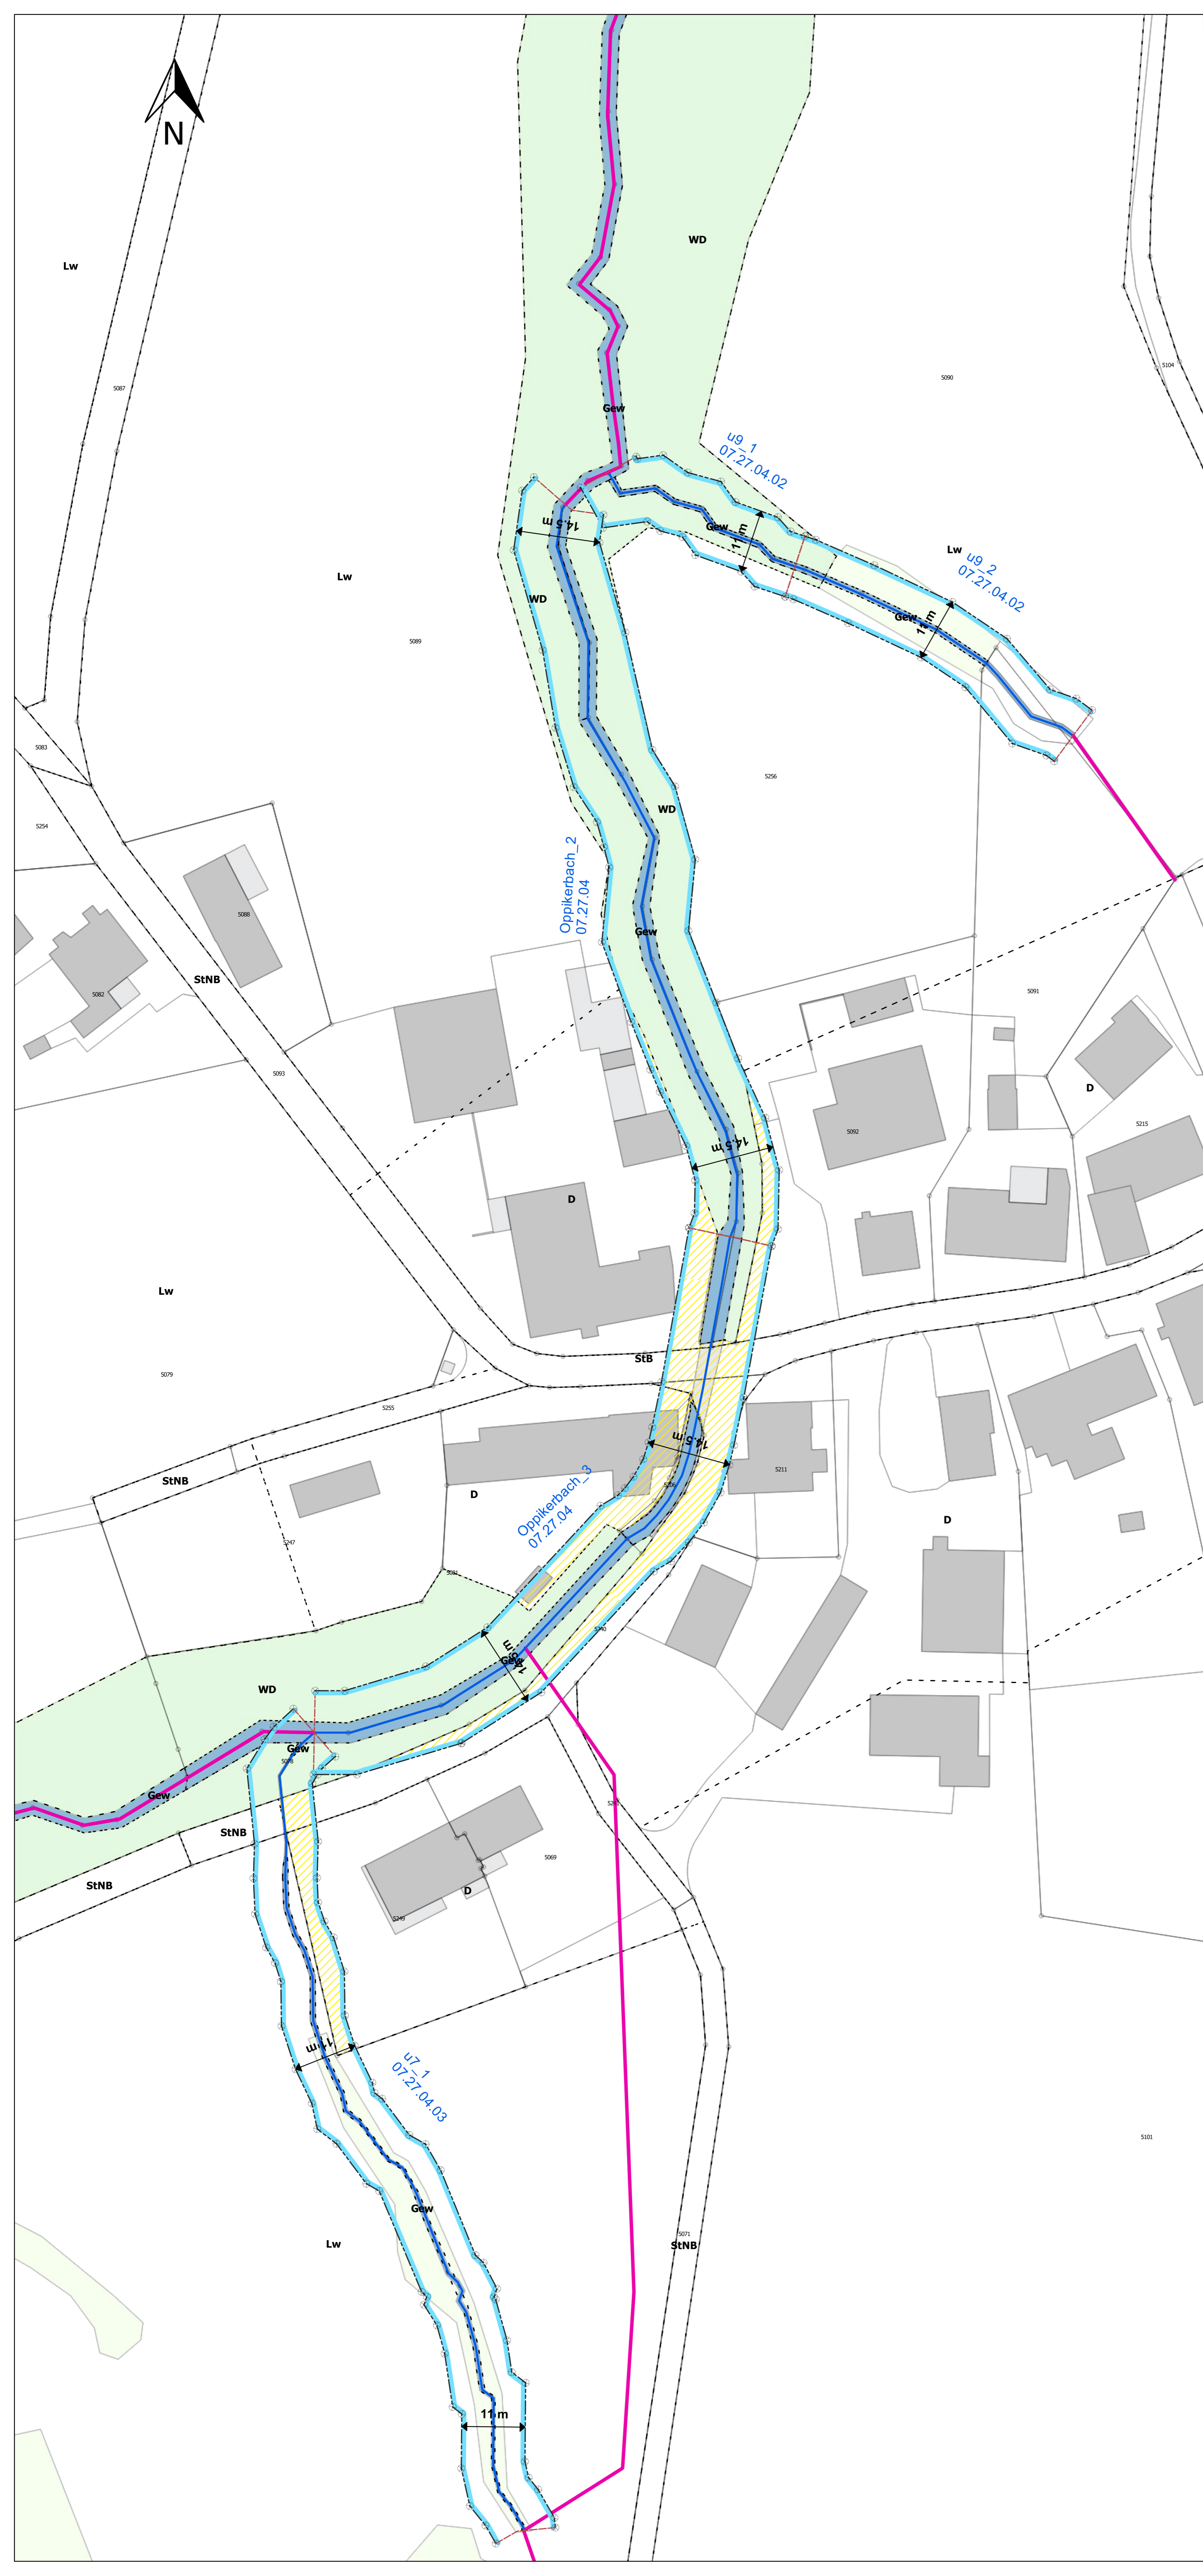 N
Lw
WD
5087
5090
5104
Gew
u9_1
07.27.04.02
Gew
11 m
14.5 m
Lw
u9_2
07.27.04.02
Lw
WD
Gew
11 m
5089
5083
5256
5254
WD
Oppikerbach_2
07.27.04
5088
Gew
StNB
5082
5091
5093
D
5092
5215
14.5 m
D
Lw
StB
5079
5255
14.5 m
StNB
5211
D
Oppikerbach_3
07.27.04
D
5247
Gew
WD
Gew
Gew
StNB
5069
StNB
D
5249
11 m
u7_1
07.27.04.03
5101
Gew
5071
Lw
StNB
11 m